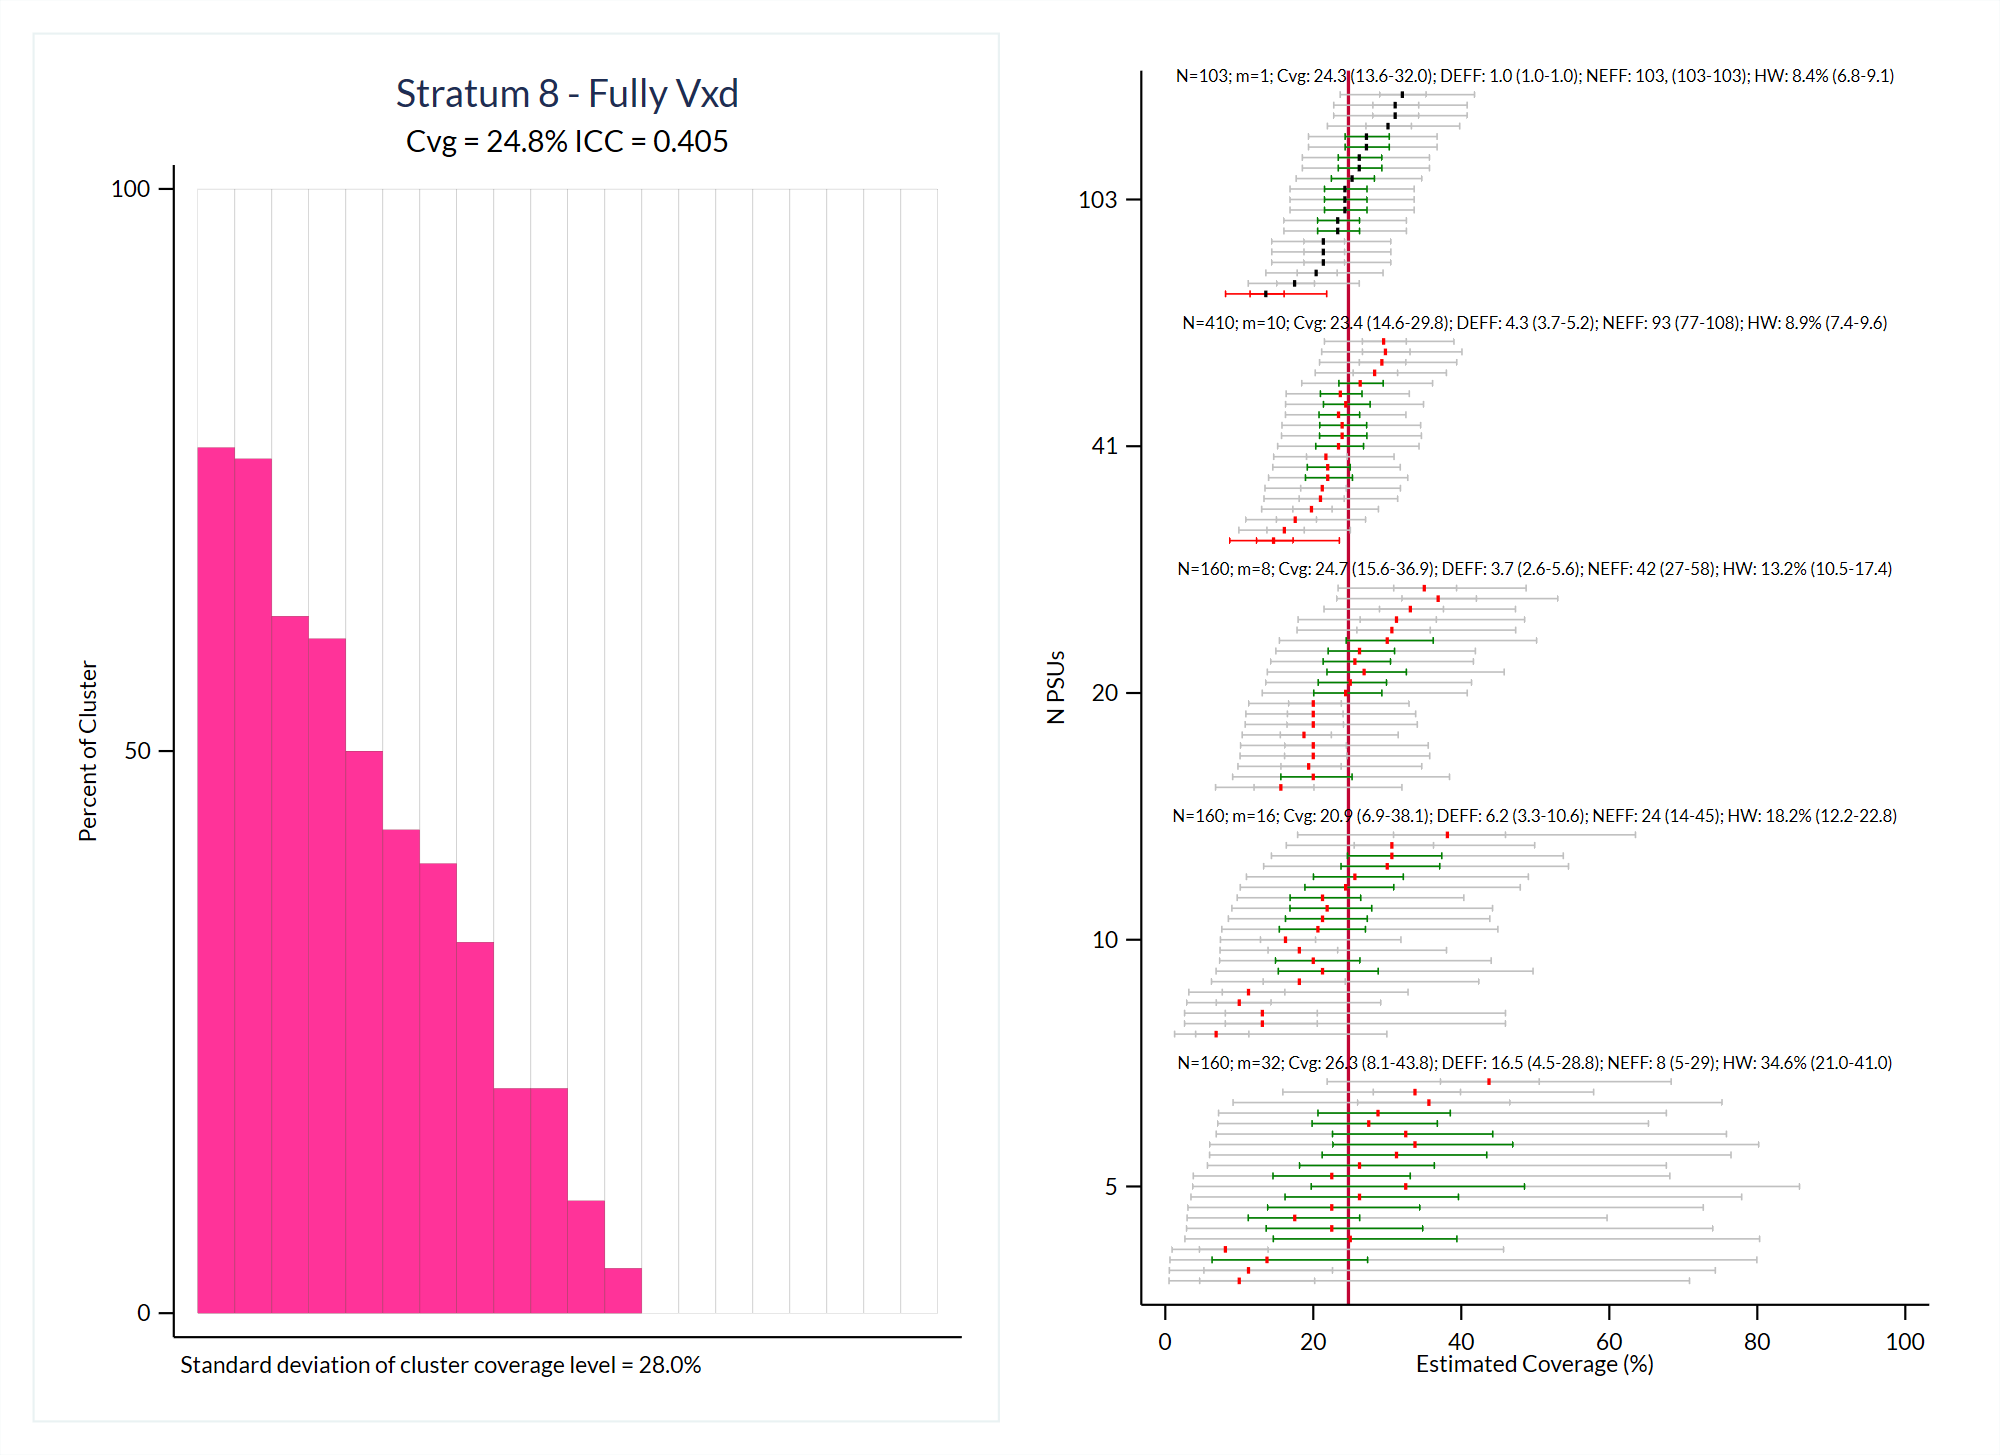 Stratum 8 - Fully Vxd
Cvg = 24.8% ICC = 0.405
100
50
0
Percent of Cluster
Standard deviation of cluster coverage level = 28.0%
N=103; m=1; Cvg: 24.3 (13.6-32.0); DEFF: 1.0 (1.0-1.0); NEFF: 103, (103-103); HW: 8.4% (6.8-9.1)
103
N=410; m=10; Cvg: 23.4 (14.6-29.8); DEFF: 4.3 (3.7-5.2); NEFF: 93 (77-108); HW: 8.9% (7.4-9.6)
41
N=160; m=8; Cvg: 24.7 (15.6-36.9); DEFF: 3.7 (2.6-5.6); NEFF: 42 (27-58); HW: 13.2% (10.5-17.4)
N PSUs
20
N=160; m=16; Cvg: 20.9 (6.9-38.1); DEFF: 6.2 (3.3-10.6); NEFF: 24 (14-45); HW: 18.2% (12.2-22.8)
10
N=160; m=32; Cvg: 26.3 (8.1-43.8); DEFF: 16.5 (4.5-28.8); NEFF: 8 (5-29); HW: 34.6% (21.0-41.0)
5
0 20 40 60 80 100
Estimated Coverage (%)